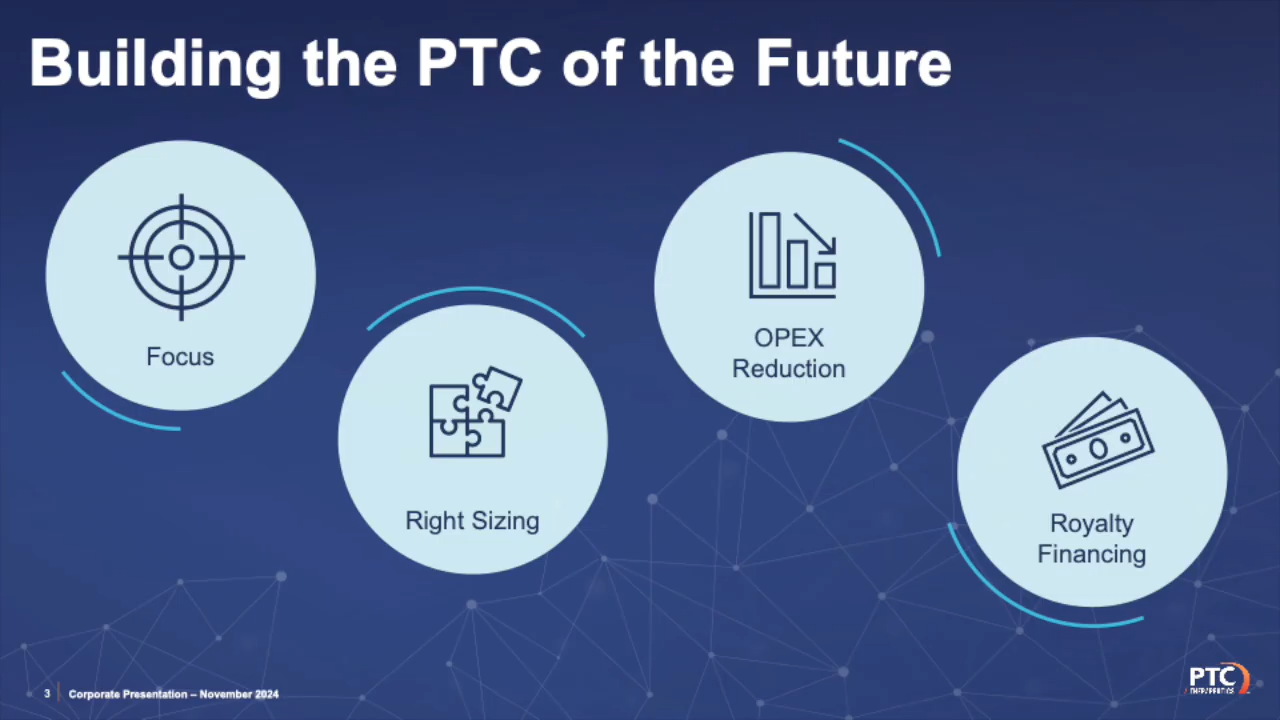 Building the PTC of the Future
Focus
Right Sizing
OPEX
Reduction
Royalty
Financing
3
Corporate Presentation – November 2024
PTC
THERAPEUTICS